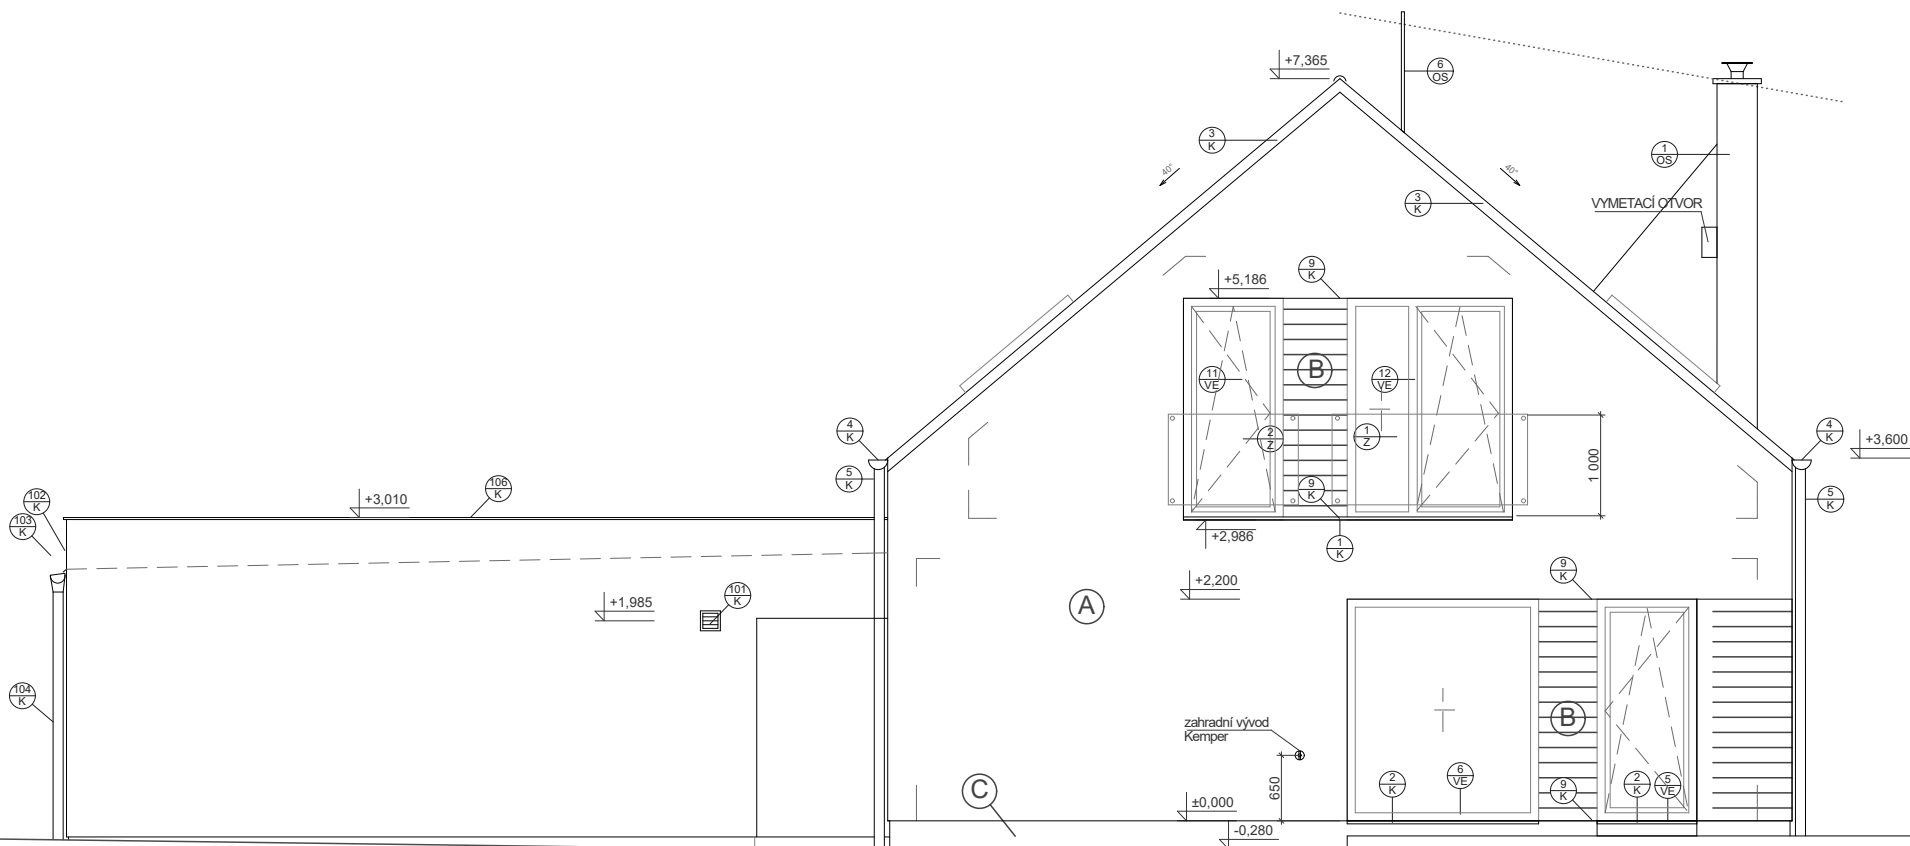 +7,365
6
OS
3
K
1
OS
40°
40°
3
K
VYMETACÍ OTVOR
9
K
+5,186
B
11
VE
12
VE
4
K
2
Z
1
Z
4
K
+3,600
1 000
5
K
9
K
5
K
102
K
103
K
+3,010
106
K
+2,986
1
K
9
K
+2,200
101
K
+1,985
A
104
K
zahradní vývod
Kemper
B
650
C
2
K
6
VE
9
K
2
K
5
VE
±0,000
-0,280